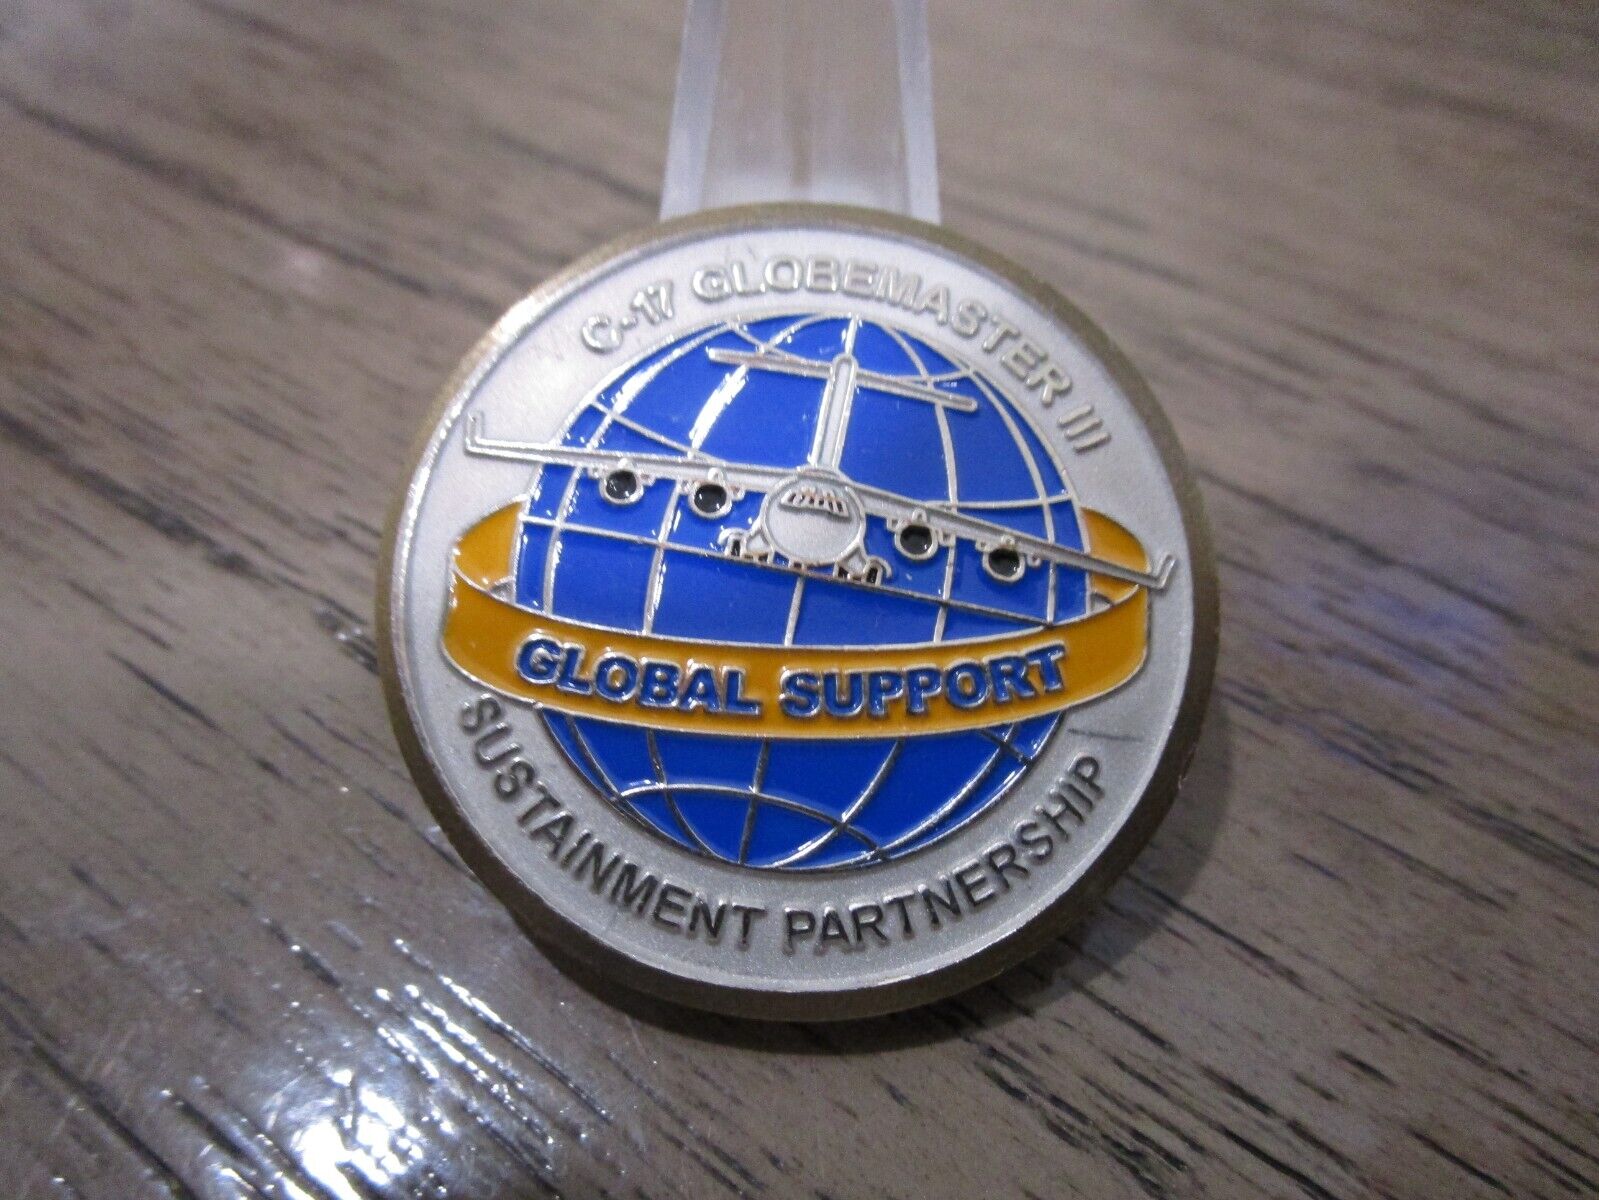 C-17 GLOBEMASTER III
GLOBAL SUPPORT
SUSTAINMENT PARTNERSHIP